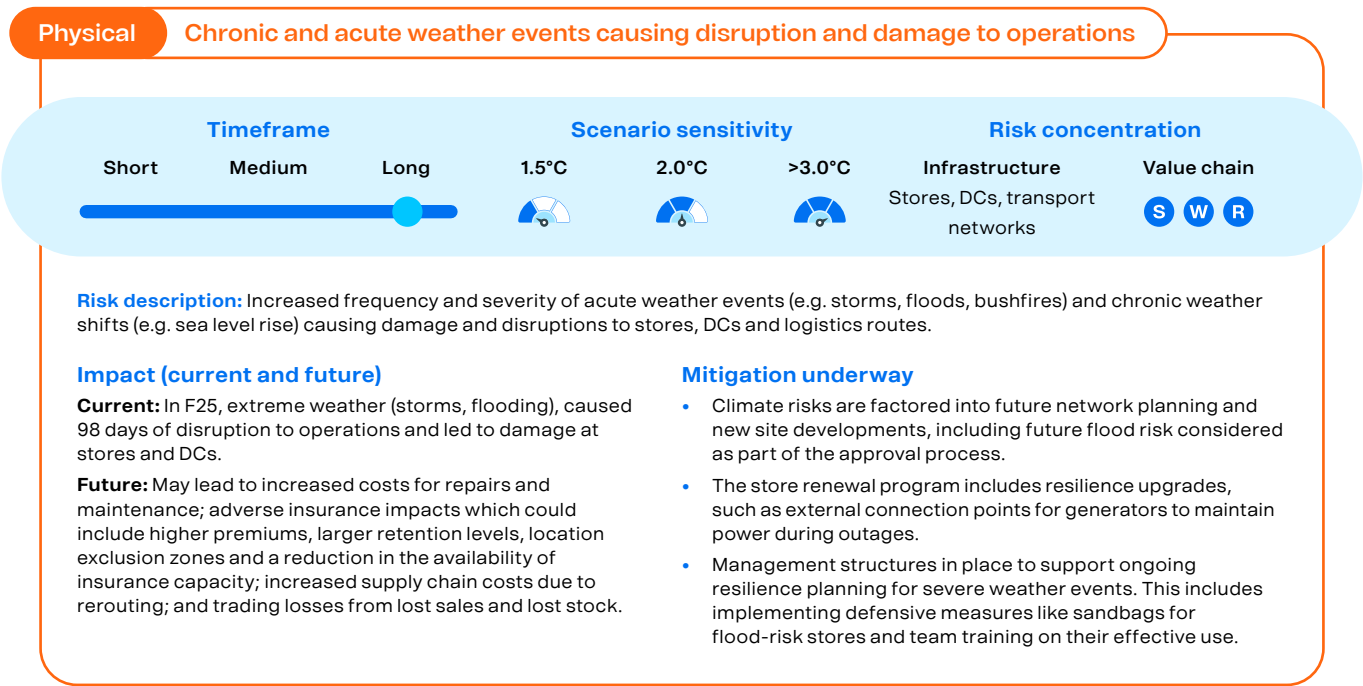 Physical Chronic and acute weather events causing disruption and damage to operations
Timeframe
Short Medium Long
Scenario sensitivity
1.5°C 2.0°C >3.0°C
Risk concentration
Infrastructure
Stores, DCs, transport
networks
Value chain
S W R
Risk description: Increased frequency and severity of acute weather events (e.g. storms, floods, bushfires) and chronic weather
shifts (e.g. sea level rise) causing damage and disruptions to stores, DCs and logistics routes.
Impact (current and future)
Current: In F25, extreme weather (storms, flooding), caused
98 days of disruption to operations and led to damage at
stores and DCs.
Future: May lead to increased costs for repairs and
maintenance; adverse insurance impacts which could
include higher premiums, larger retention levels, location
exclusion zones and a reduction in the availability of
insurance capacity; increased supply chain costs due to
rerouting; and trading losses from lost sales and lost stock.
Mitigation underway
• Climate risks are factored into future network planning and
new site developments, including future flood risk considered
as part of the approval process.
• The store renewal program includes resilience upgrades,
such as external connection points for generators to maintain
power during outages.
• Management structures in place to support ongoing
resilience planning for severe weather events. This includes
implementing defensive measures like sandbags for
flood-risk stores and team training on their effective use.